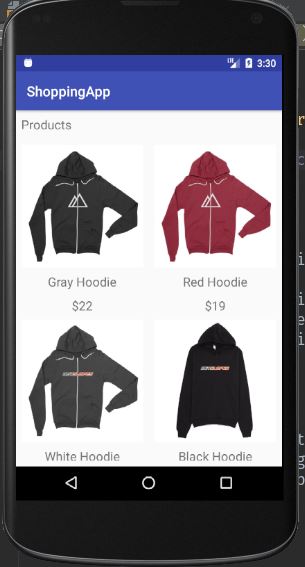 3:30
ShoppingApp
Products
Gray Hoodie
Red Hoodie
$22
$19
White Hoodie
Black Hoodie